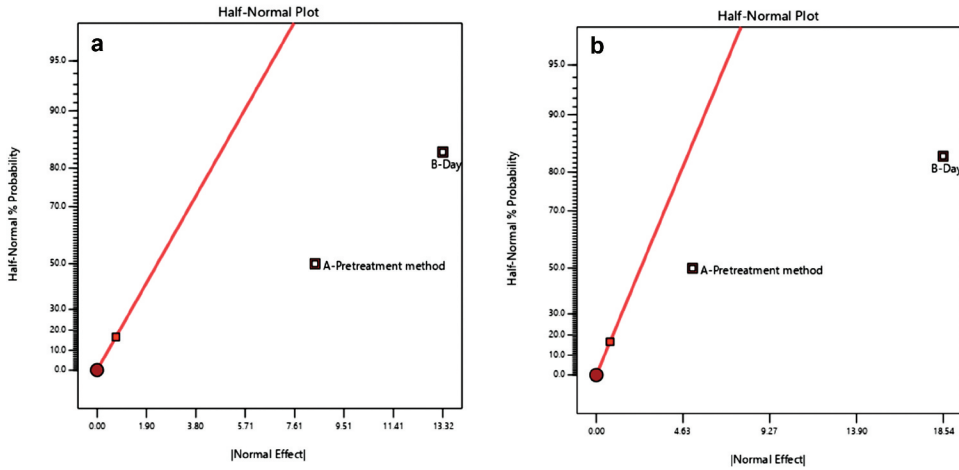 Half-Normal Plot
a
Half-Normal % Probability
95.0
90.0
80.0
70.0
50.0
30.0
20.0
10.0
0.0
B-Day
A-Pretreatment method
0.00 1.90 3.80 5.71 7.61 9.51 11.41 13.32
|Normal Effect|
Half-Normal Plot
b
Half-Normal % Probability
95.0
90.0
80.0
70.0
50.0
30.0
20.0
10.0
0.0
B-Day
A-Pretreatment method
0.00 4.63 9.27 13.90 18.54
|Normal Effect|